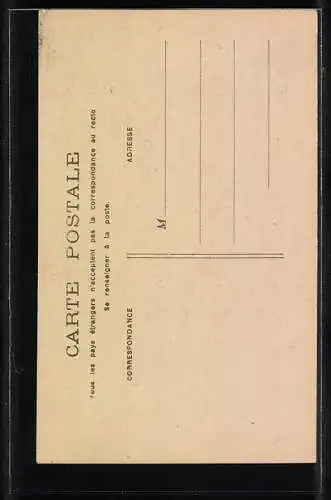 CARTE POSTALE
Tous les pays étrangers n'acceptent pas la correspondance au recto
Se renseigner à la poste.
CORRESPONDANCE
ADRESSE
M